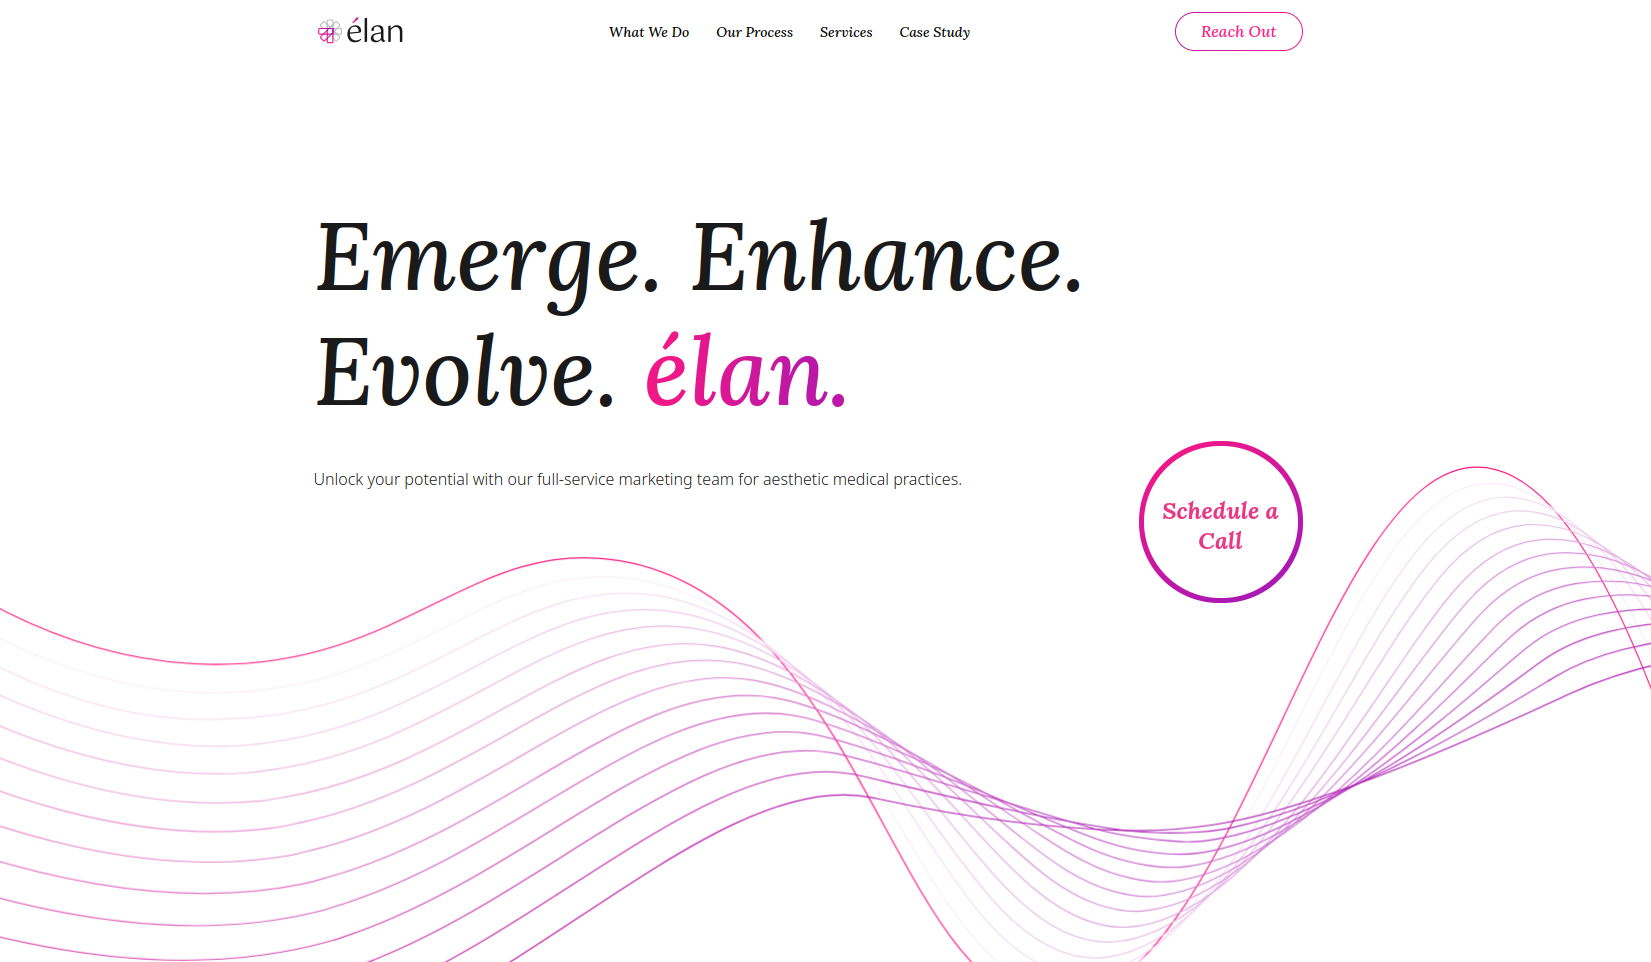 élan
What We Do
Our Process
Services
Case Study
Reach Out
Emerge. Enhance.
Evolve. élan.
Unlock your potential with our full-service marketing team for aesthetic medical practices.
Schedule a
Call